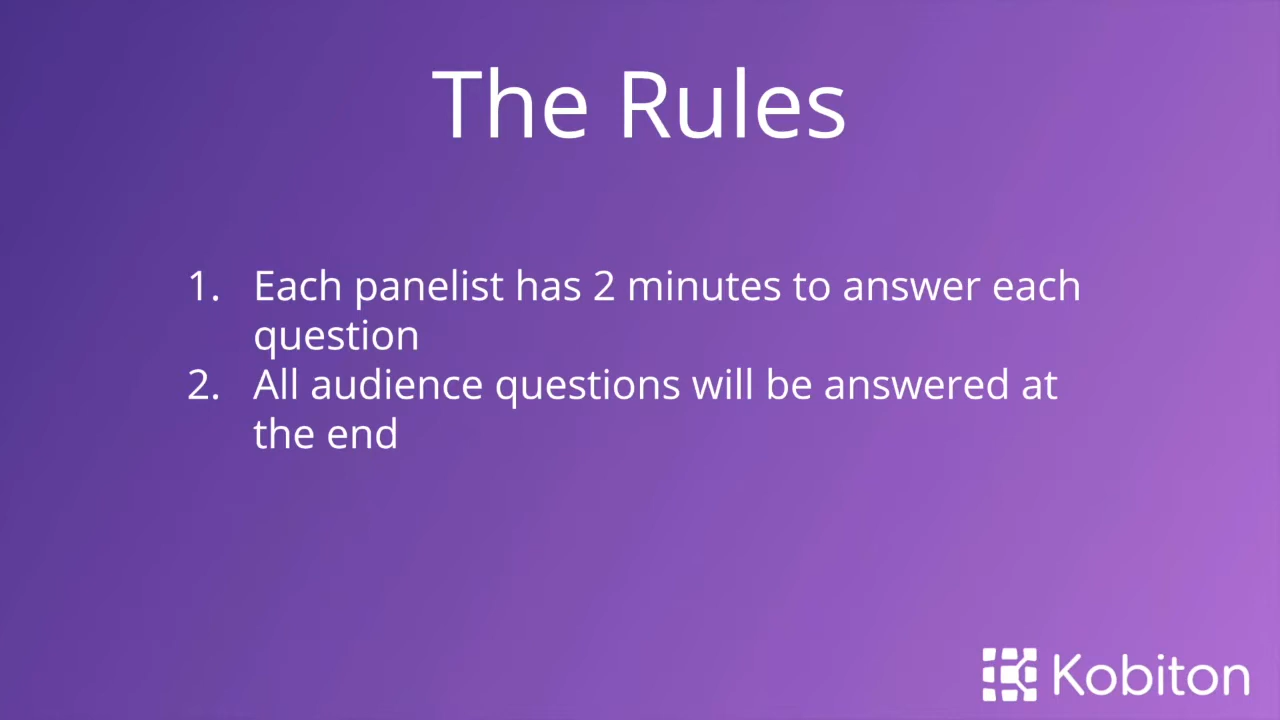 The Rules
1. Each panelist has 2 minutes to answer each
question
2. All audience questions will be answered at
the end
Kobiton